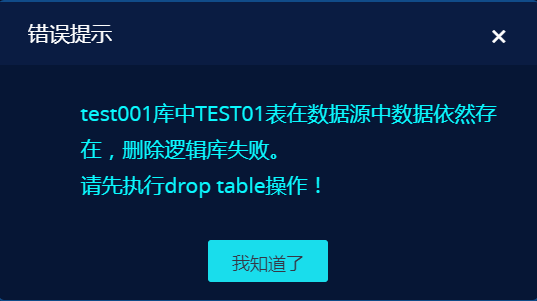 错误提示
×
test001库中TEST01表在数据源中数据依然存
在，删除逻辑库失败。
请先执行drop table操作！
我知道了